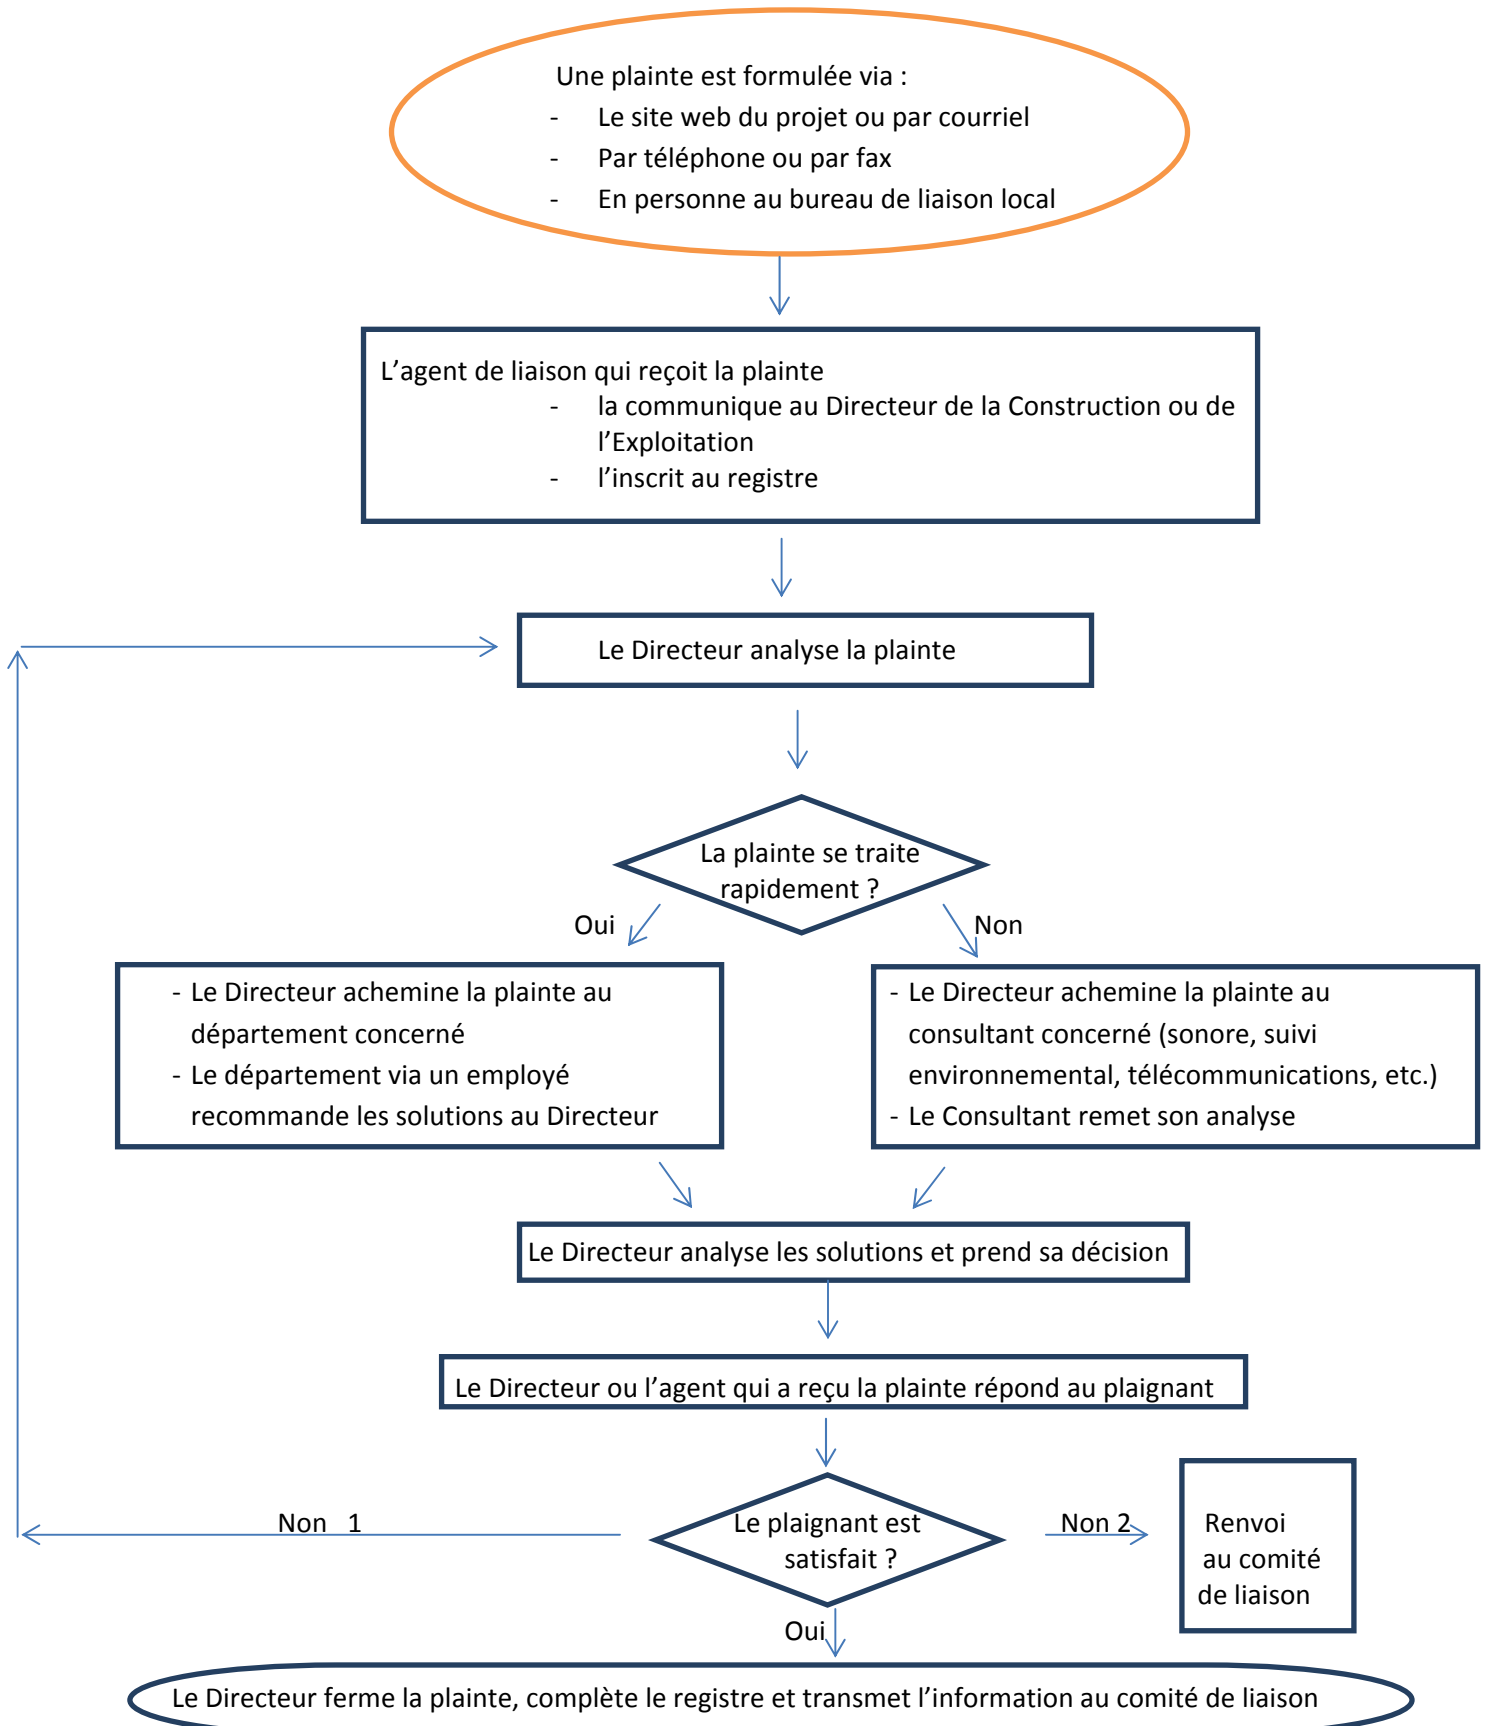 Une plainte est formulée via :
- Le site web du projet ou par courriel
- Par téléphone ou par fax
- En personne au bureau de liaison local
L’agent de liaison qui reçoit la plainte
- la communique au Directeur de la Construction ou de
l’Exploitation
- l’inscrit au registre
Le Directeur analyse la plainte
La plainte se traite
rapidement ?
Oui
Non
- Le Directeur achemine la plainte au
département concerné
- Le département via un employé
recommande les solutions au Directeur
- Le Directeur achemine la plainte au
consultant concerné (sonore, suivi
environnemental, télécommunications, etc.)
- Le Consultant remet son analyse
Le Directeur analyse les solutions et prend sa décision
Le Directeur ou l’agent qui a reçu la plainte répond au plaignant
Non 1
Le plaignant est
satisfait ?
Non 2
Renvoi
au comité
de liaison
Oui
Le Directeur ferme la plainte, complète le registre et transmet l’information au comité de liaison